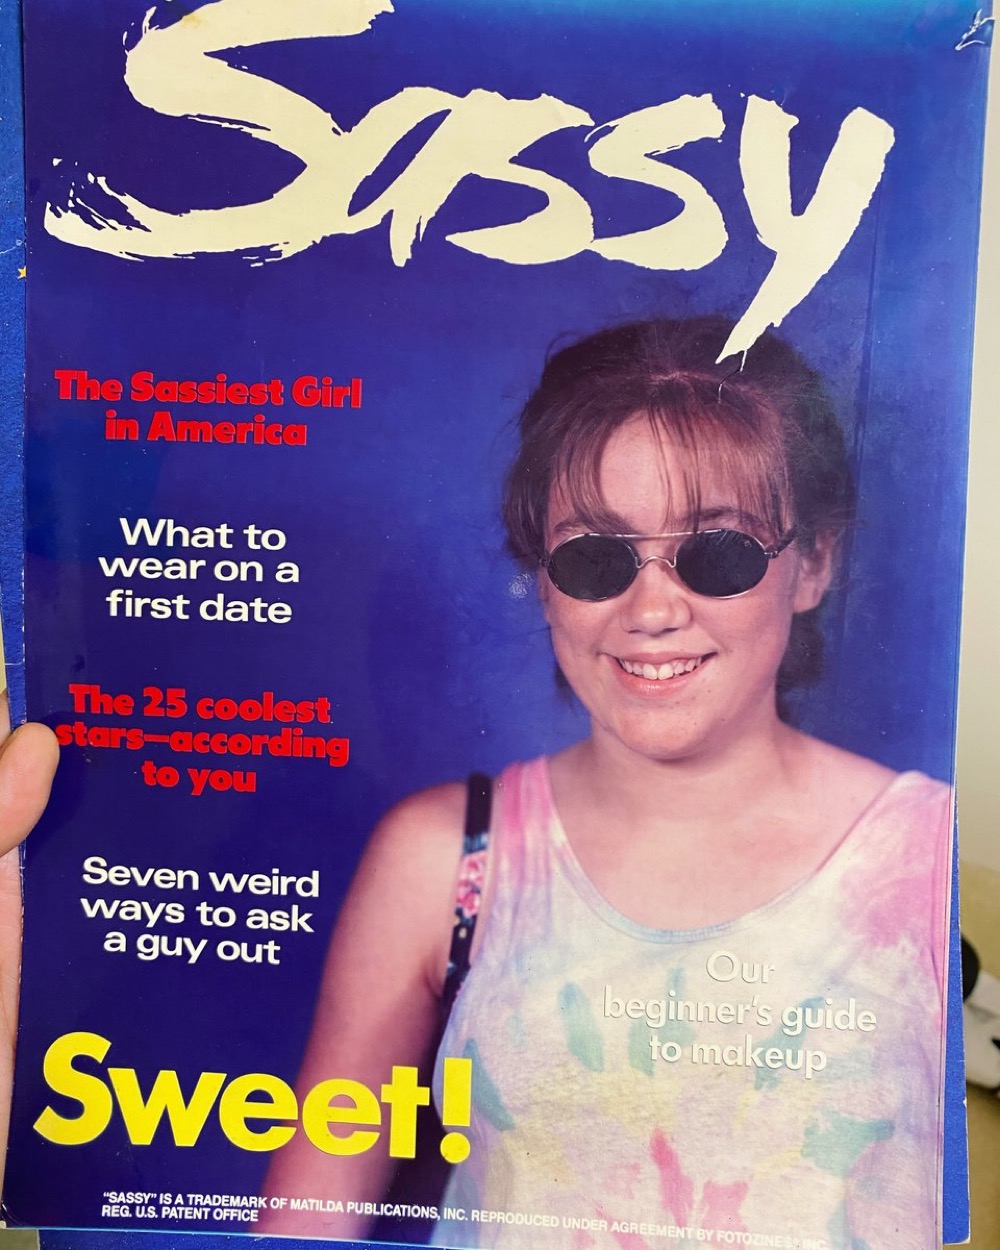 Sassy
The Sassiest Girl
in America
What to
wear on a
first date
The 25 coolest
stars—according
to you
Seven weird
ways to ask
a guy out
Our
beginner's guide
to makeup
Sweet!
"SASSY" IS A TRADEMARK OF MATILDA PUBLICATIONS, INC. REPRODUCED UNDER AGREEMENT BY FOTOZINES INC.
REG. U.S. PATENT OFFICE